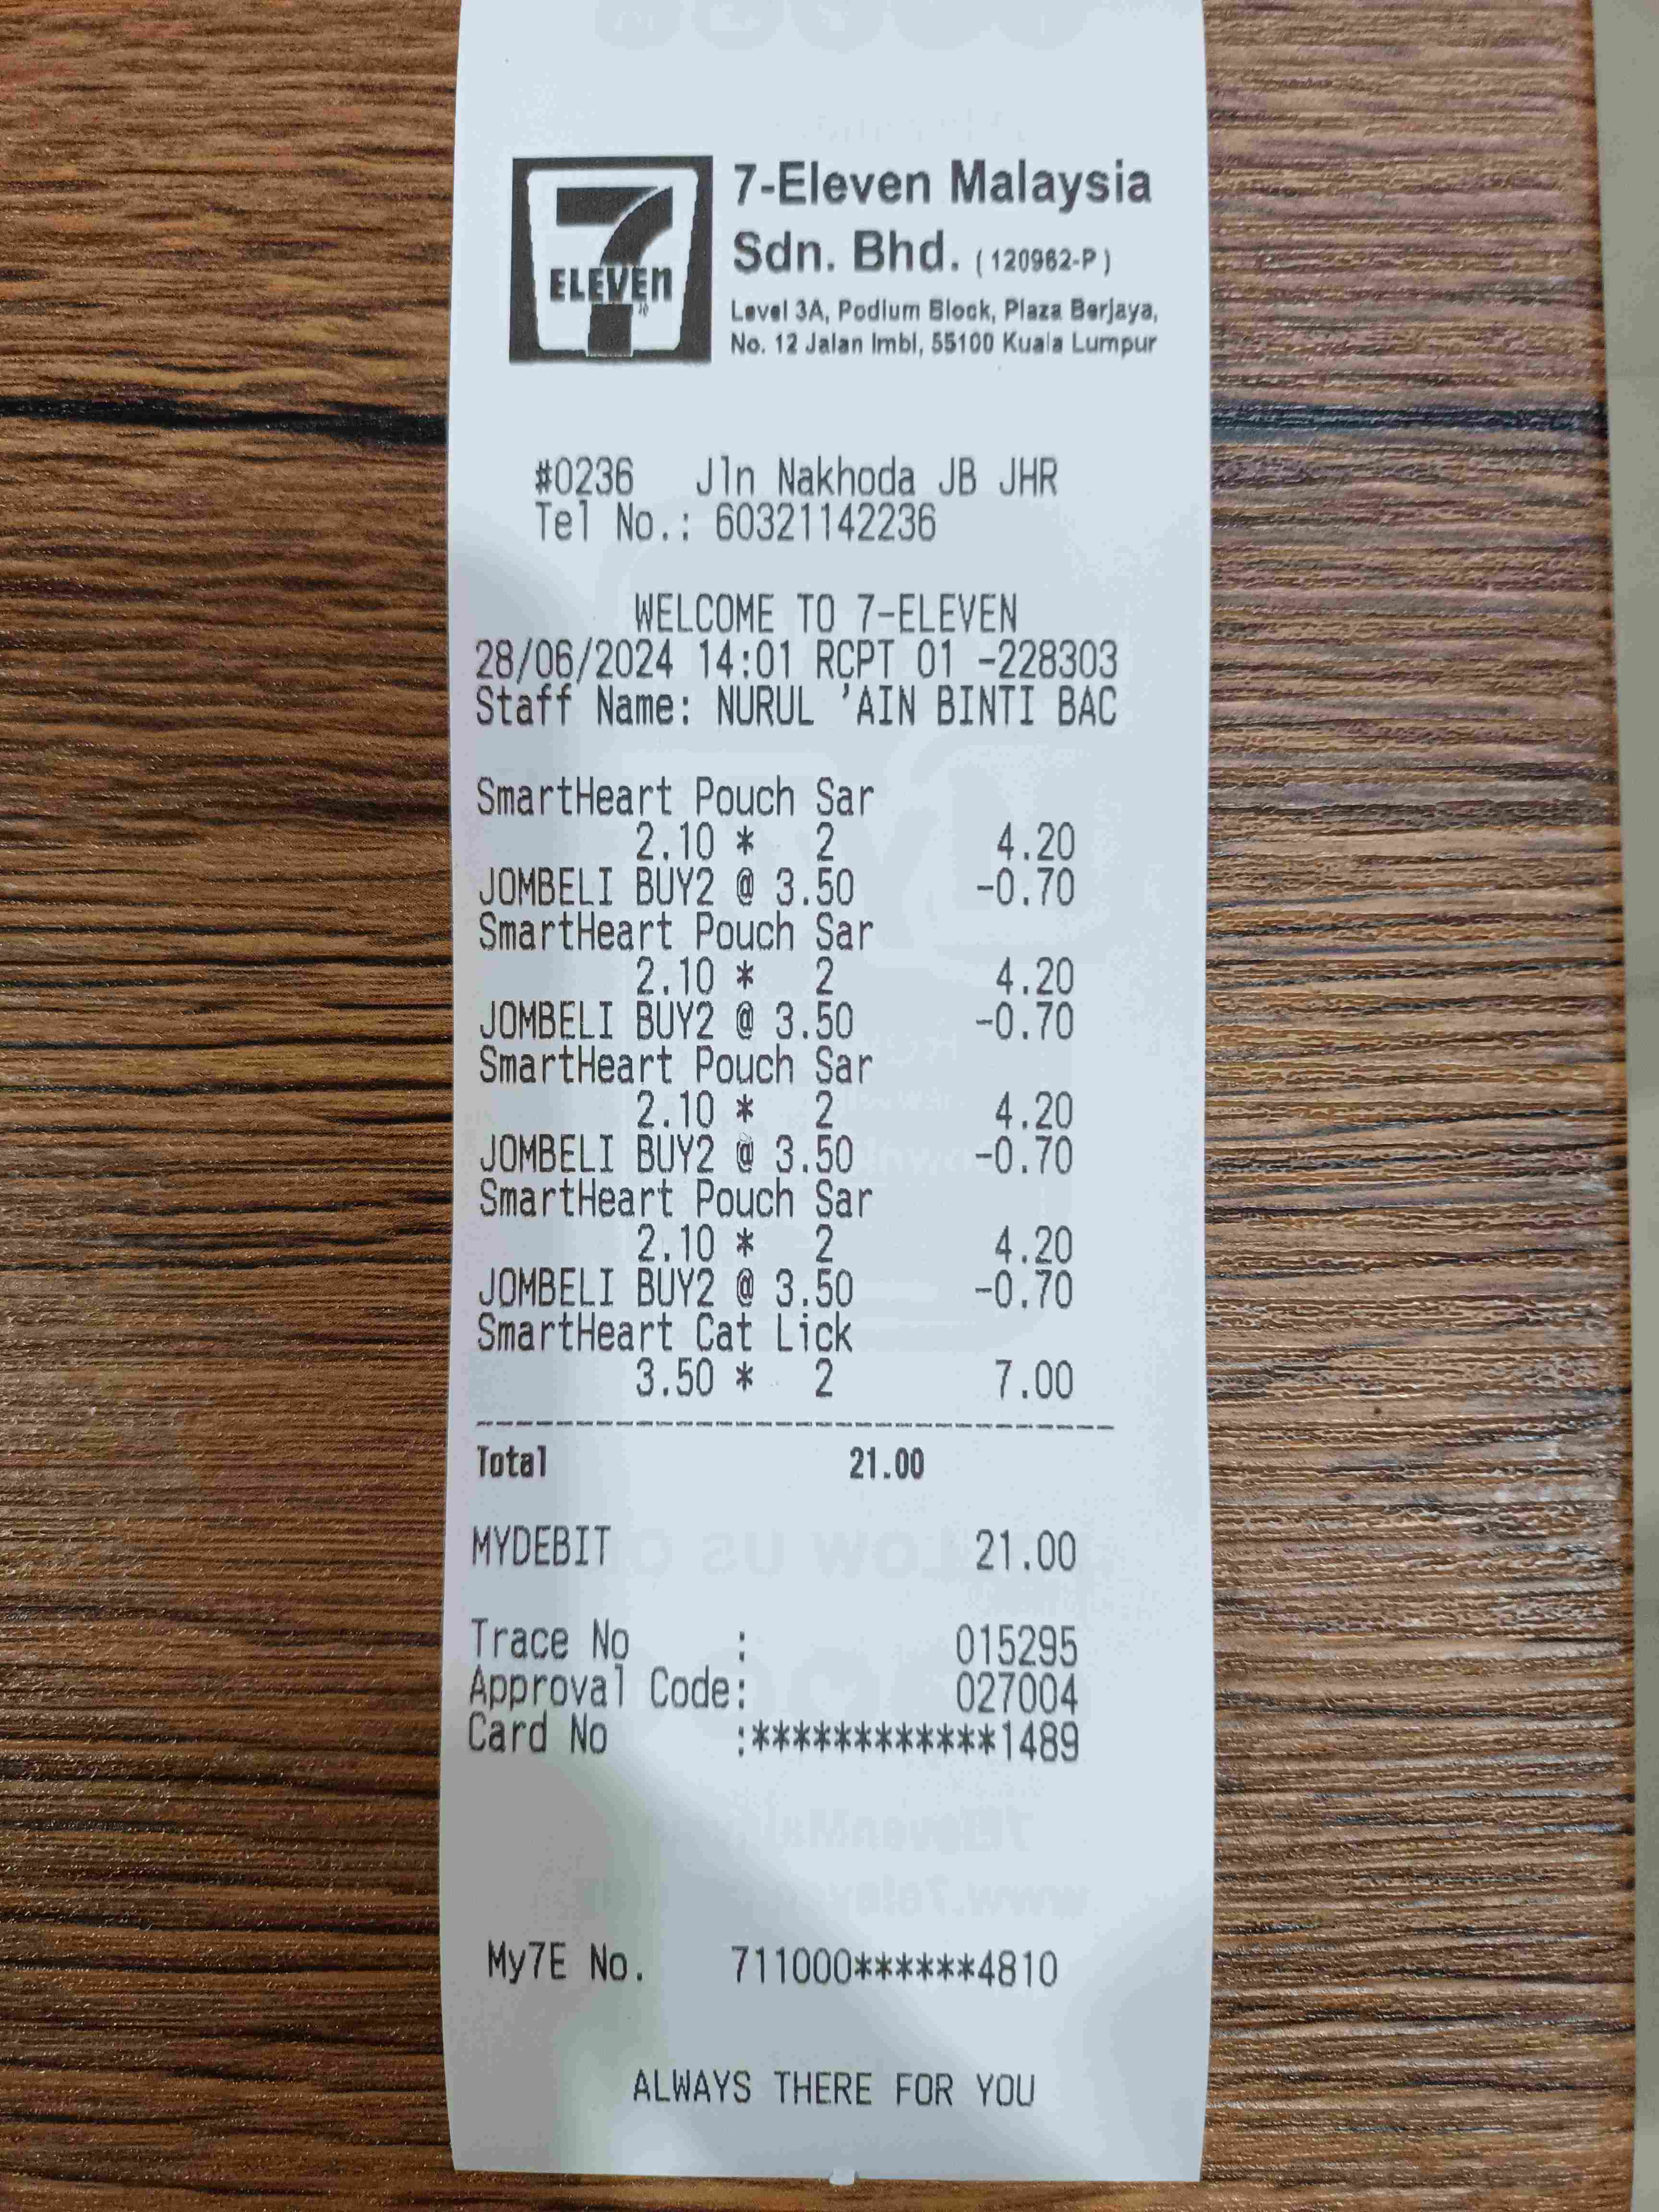 7-Eleven Malaysia
Sdn. Bhd. (120962-P)
Level 3A, Podium Block, Plaza Berjaya,
No. 12 Jalan Imbi, 55100 Kuala Lumpur
7
ELEVEn
#0236 Jln Nakhoda JB JHR
Tel No.: 60321142236
WELCOME TO 7-ELEVEN
28/06/2024 14:01 RCPT 01 -228303
Staff Name: NURUL 'AIN BINTI BAC
SmartHeart Pouch Sar
2.10 * 2 4.20
JOMBELI BUY2 @ 3.50 -0.70
SmartHeart Pouch Sar
2.10 * 2 4.20
JOMBELI BUY2 @ 3.50 -0.70
SmartHeart Pouch Sar
2.10 * 2 4.20
JOMBELI BUY2 @ 3.50 -0.70
SmartHeart Pouch Sar
2.10 * 2 4.20
JOMBELI BUY2 @ 3.50 -0.70
SmartHeart Cat Lick
3.50 * 2 7.00
Total 21.00
MYDEBIT 21.00
Trace No : 015295
Approval Code: 027004
Card No :************1489
My7E No. 711000******4810
ALWAYS THERE FOR YOU